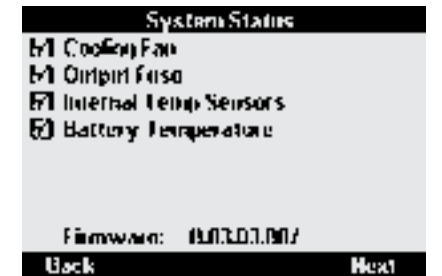 System Status
Cooling Fan
Output Fuse
Internal Temp Sensors
Battery Temperature
Firmware:
Back Next